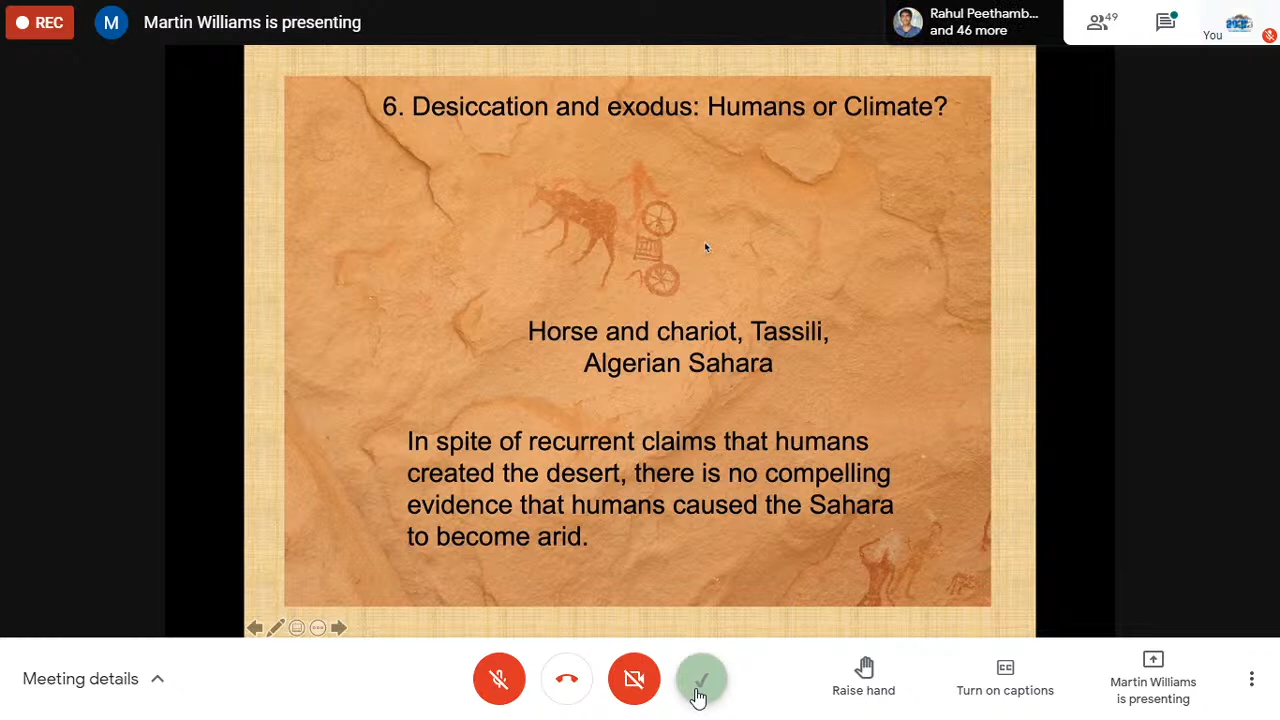 REC
M
Martin Williams is presenting
Rahul Peethamb...
and 46 more
49
You
6. Desiccation and exodus: Humans or Climate?
Horse and chariot, Tassili,
Algerian Sahara
In spite of recurrent claims that humans
created the desert, there is no compelling
evidence that humans caused the Sahara
to become arid.
Meeting details
Raise hand
CC
Turn on captions
Martin Williams
is presenting